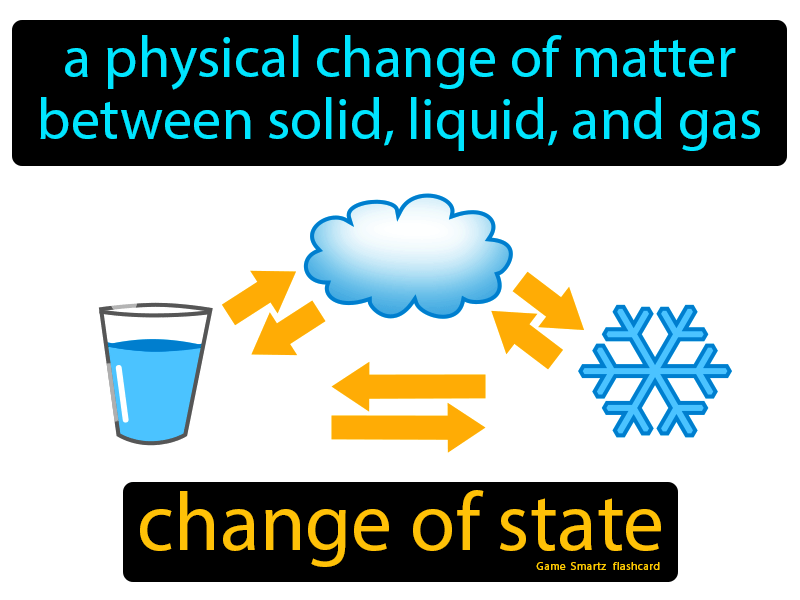 a physical change of matter
between solid, liquid, and gas
change of state
Game Smartz flashcard